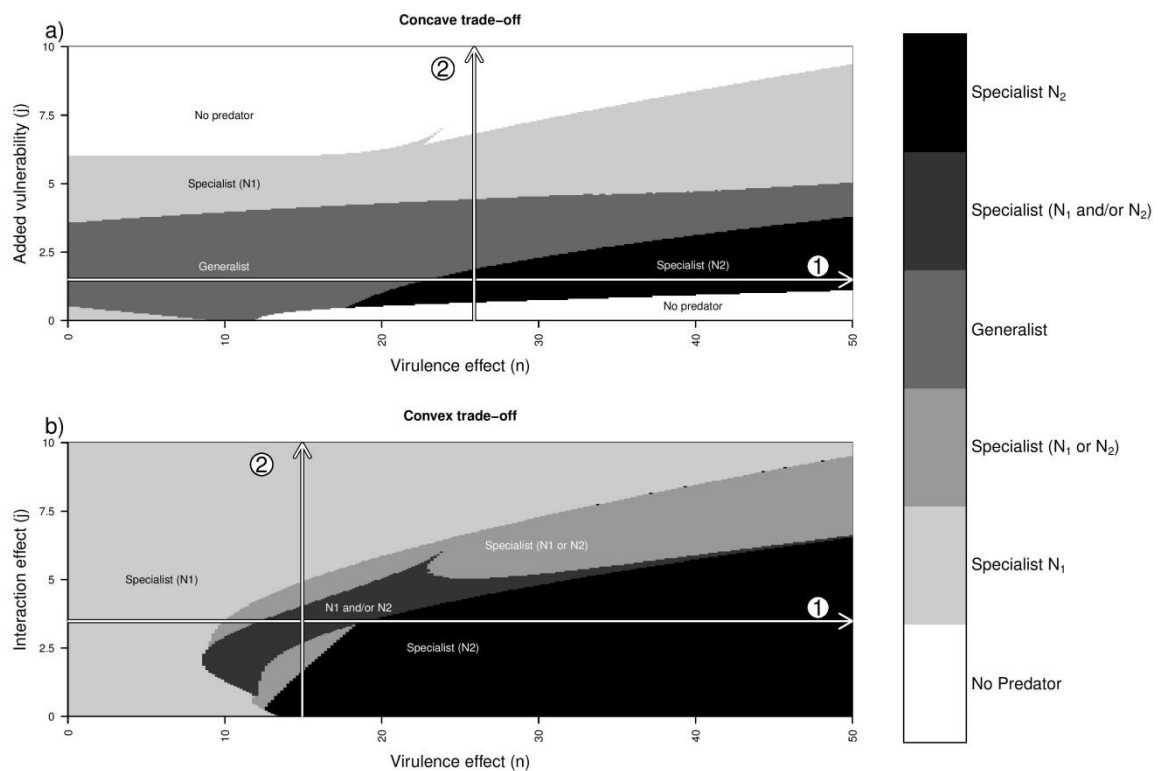 a)
Concave trade−off
Added vulnerability (j)
10
7.5
5
2.5
0
No predator
Specialist (N1)
Generalist
Specialist (N2)
No predator
2
1
0
10
20
30
40
50
Virulence effect (n)
b)
Convex trade−off
Interaction effect (j)
10
7.5
5
2.5
0
Specialist (N1)
Specialist (N1 or N2)
N1 and/or N2
Specialist (N2)
2
1
0
10
20
30
40
50
Virulence effect (n)
Specialist N₂
Specialist (N₁ and/or N₂)
Generalist
Specialist (N₁ or N₂)
Specialist N₁
No Predator